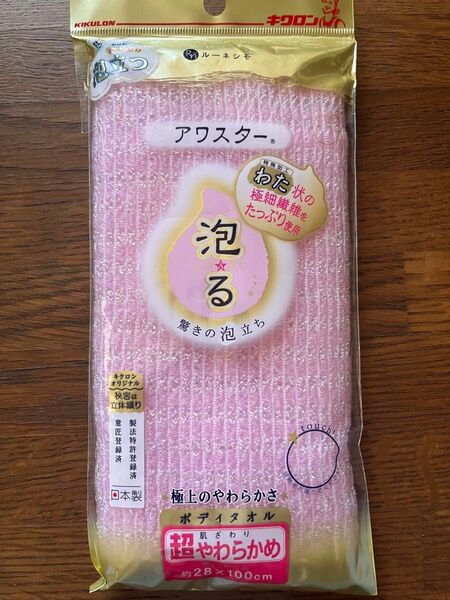 KIKULON
キクロン
泡立つ
ルーネシモ
アワスター®
特殊加工
わた状の
極細繊維を
たっぷり使用
泡
る
驚きの泡立ち
キクロン
オリジナル
秘密は
立体織り
製法特許登録済
意匠登録済
日本製
touch!
極上のやわらかさ
ボディタオル
肌ざわり
超やわらかめ
約28×100cm